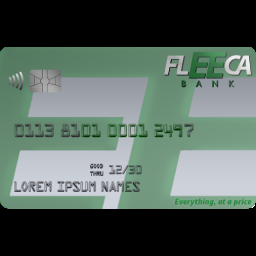 FLEECA
BANK
0113 8101 0001 2497
GOOD
THRU 12/30
LOREM IPSUM NAMES
Everything, at a price